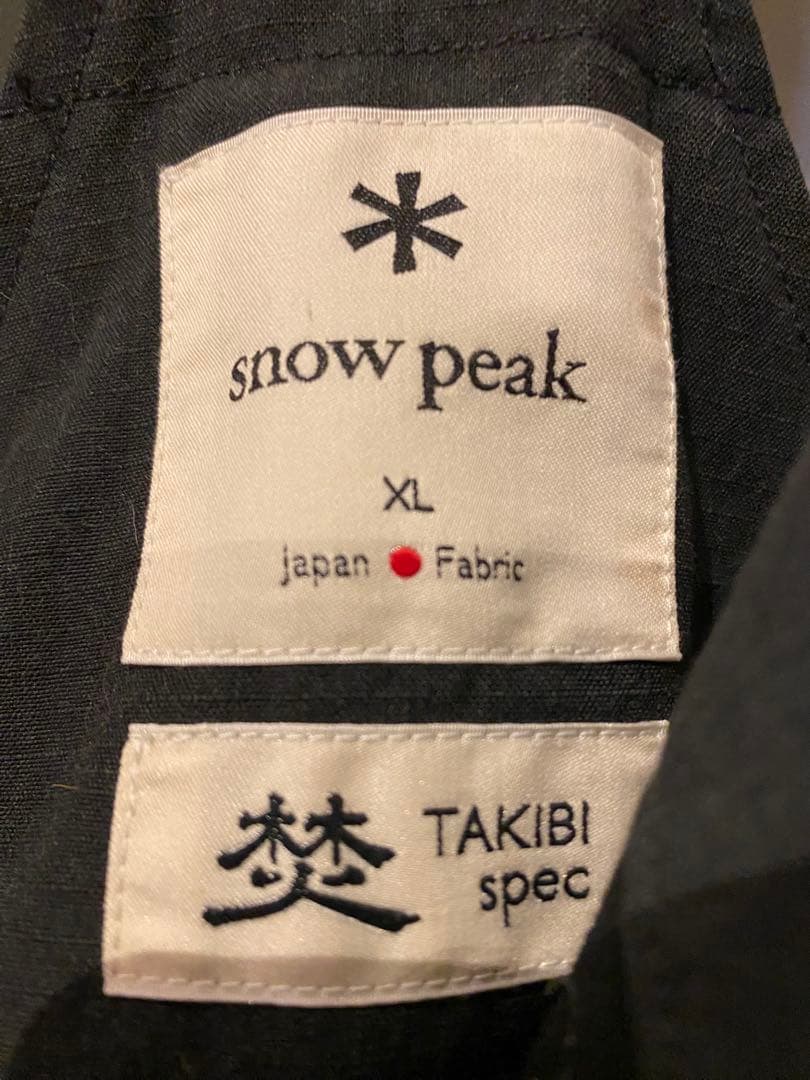 snow peak
XL
japan ● Fabric
焚 TAKIBI
spec